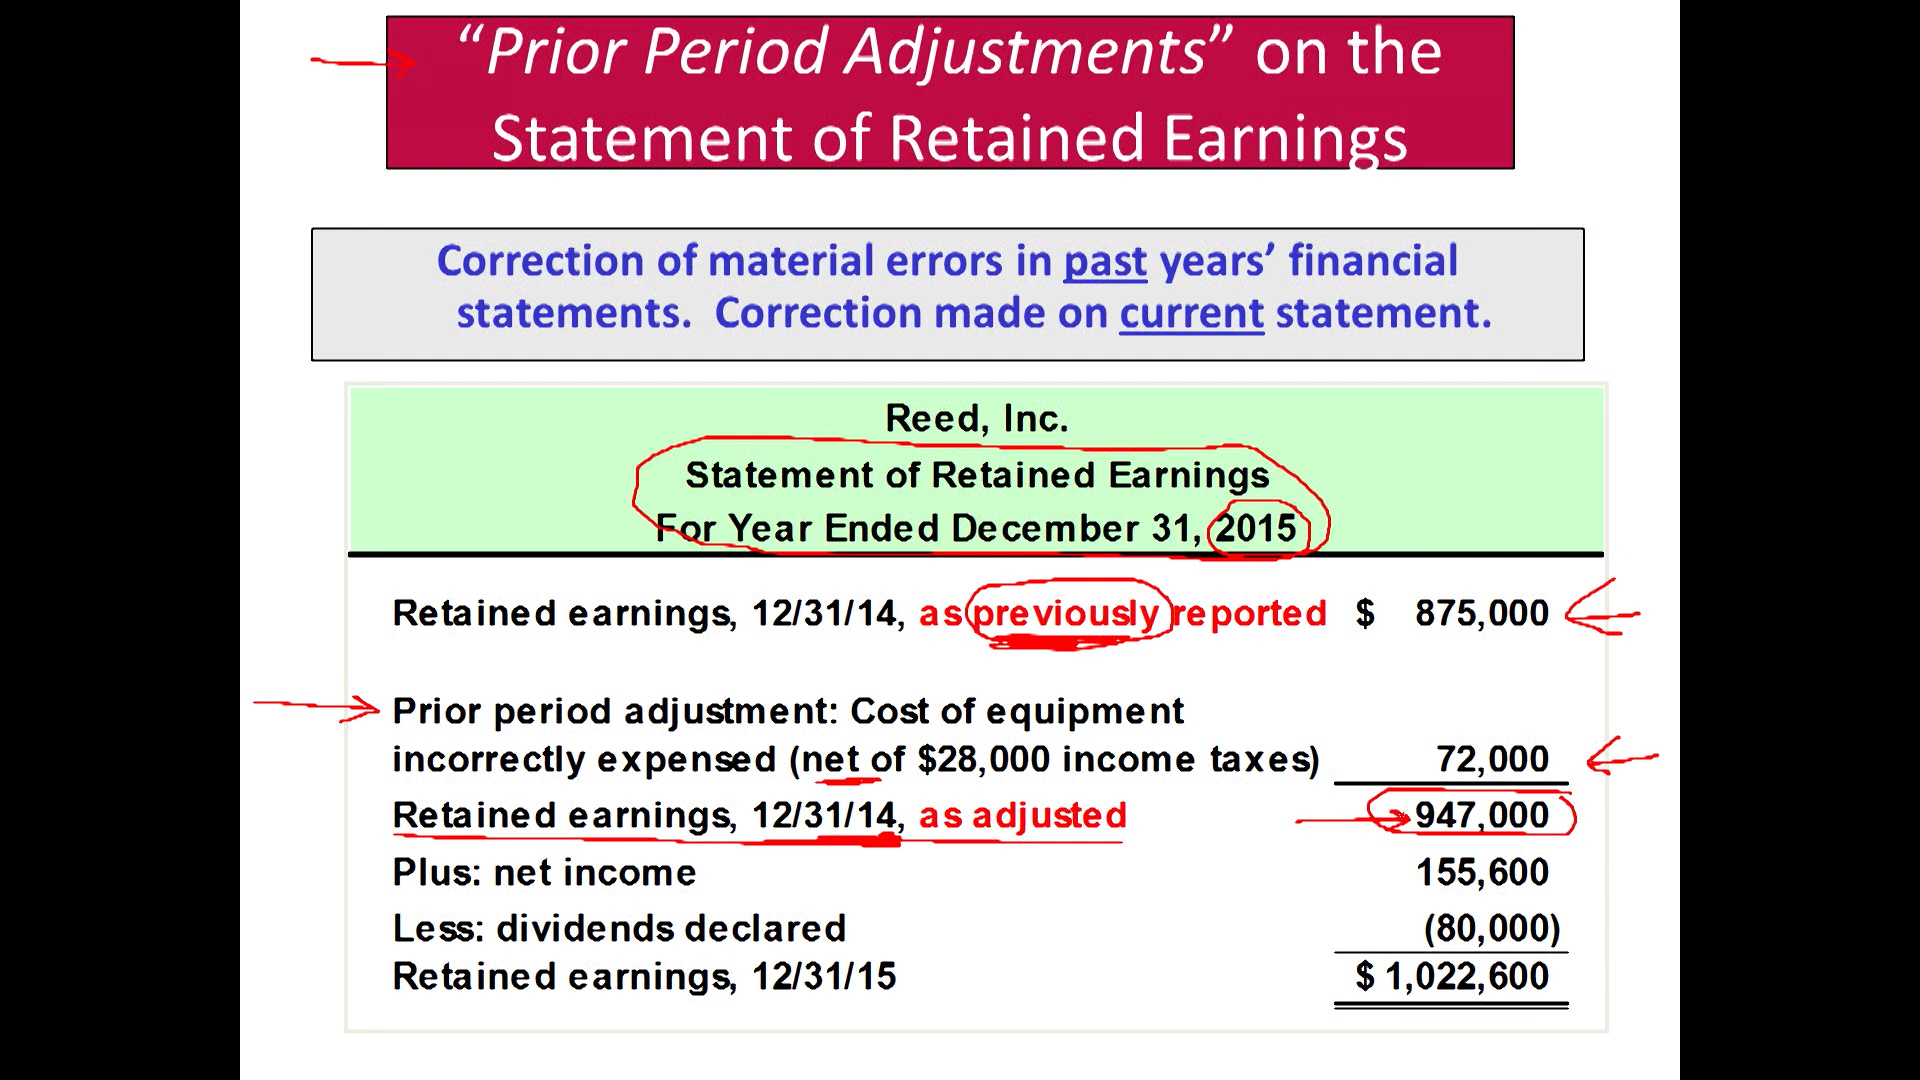 “Prior Period Adjustments” on the
Statement of Retained Earnings
Correction of material errors in past years’ financial
statements. Correction made on current statement.
Reed, Inc.
Statement of Retained Earnings
For Year Ended December 31, 2015
Retained earnings, 12/31/14, as previously reported $ 875,000
Prior period adjustment: Cost of equipment
incorrectly expensed (net of $28,000 income taxes) 72,000
Retained earnings, 12/31/14, as adjusted 947,000
Plus: net income 155,600
Less: dividends declared (80,000)
Retained earnings, 12/31/15 $ 1,022,600